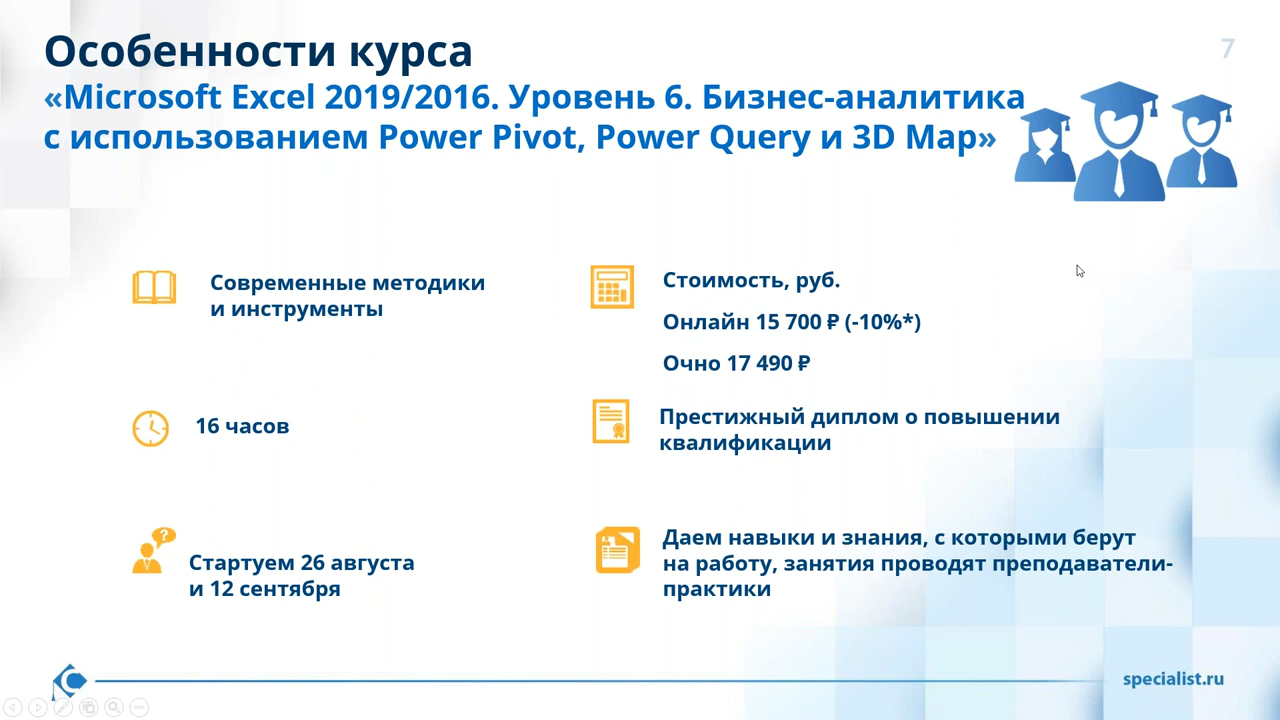 Особенности курса
7
«Microsoft Excel 2019/2016. Уровень 6. Бизнес-аналитика
с использованием Power Pivot, Power Query и 3D Map»
Современные методики
и инструменты
Стоимость, руб.
Онлайн 15 700 ₽ (-10%*)
Очно 17 490 ₽
16 часов
Престижный диплом о повышении
квалификации
Стартуем 26 августа
и 12 сентября
Даем навыки и знания, с которыми берут
на работу, занятия проводят преподаватели-
практики
specialist.ru